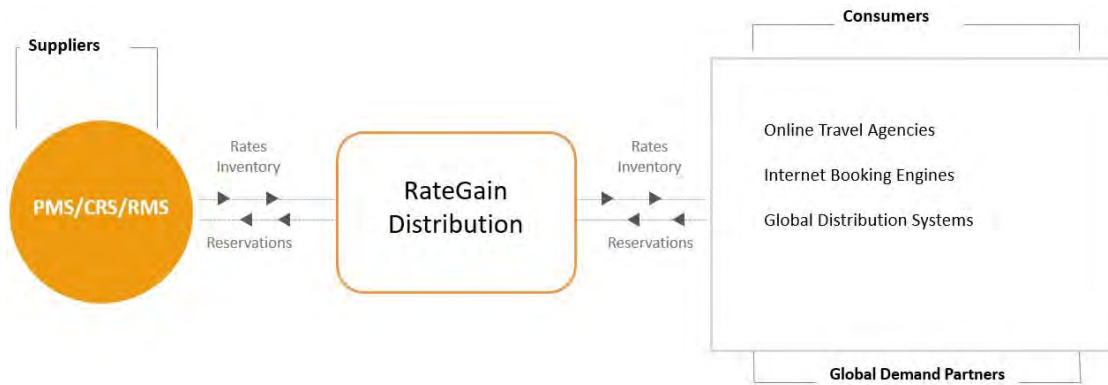 Suppliers
PMS/CRS/RMS
Rates
Inventory
Reservations
RateGain
Distribution
Rates
Inventory
Reservations
Consumers
Online Travel Agencies
Internet Booking Engines
Global Distribution Systems
Global Demand Partners